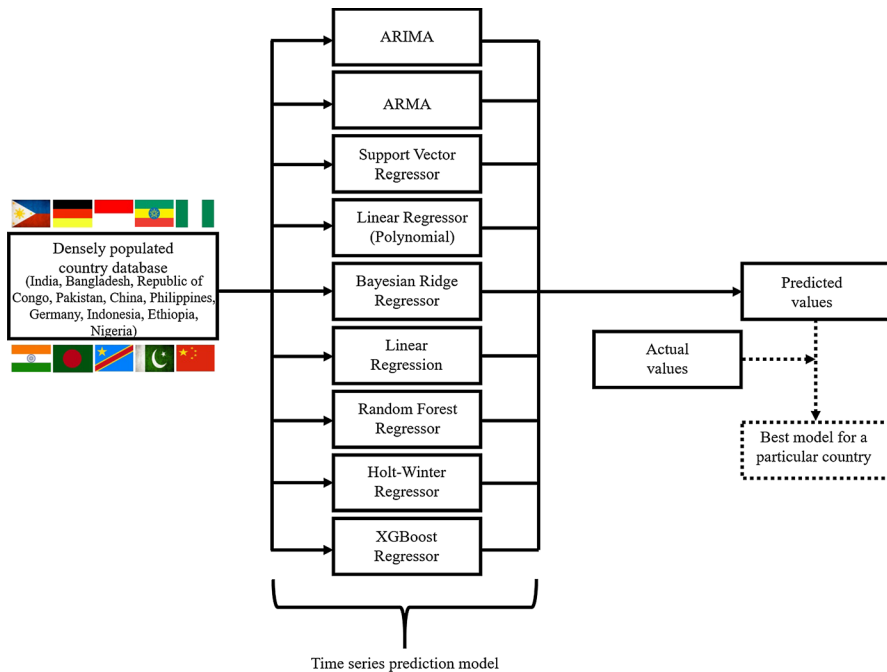 ARIMA
ARMA
Support Vector
Regressor
Linear Regressor
(Polynomial)
Densely populated
country database
(India, Bangladesh, Republic of
Congo, Pakistan, China, Philippines,
Germany, Indonesia, Ethiopia,
Nigeria)
Bayesian Ridge
Regressor
Predicted
values
Linear
Regression
Actual
values
Random Forest
Regressor
Best model for a
particular country
Holt-Winter
Regressor
XGBoost
Regressor
Time series prediction model